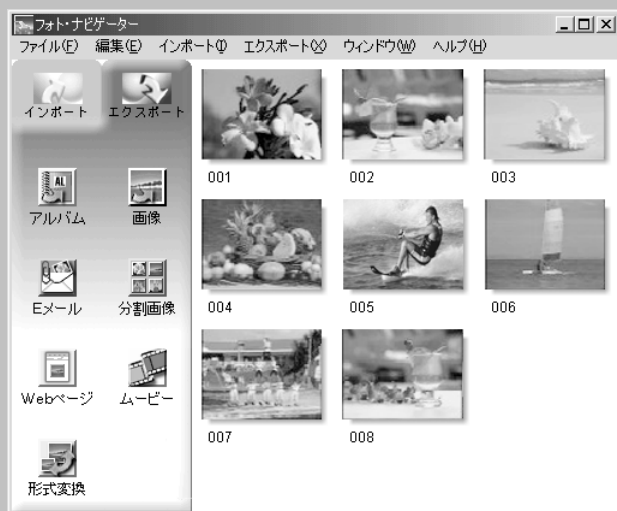 フォト・ナビゲーター
ファイル(F) 編集(E) インポート(I) エクスポート(X) ウィンドウ(W) ヘルプ(H)
インポート エクスポート
001 002 003
アルバム 画像
004 005 006
Eメール 分割画像
Webページ ムービー
007 008
形式変換